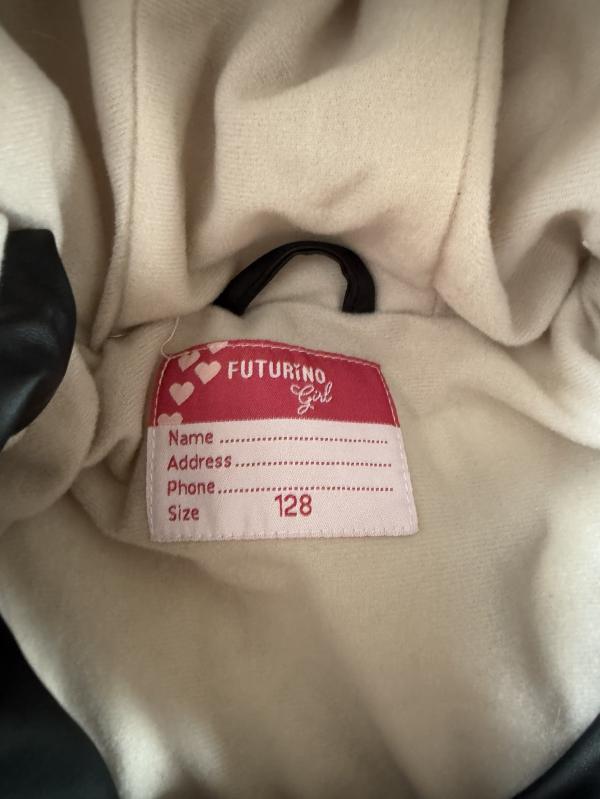 FUTURINO
Girl
Name ........................................
Address ......................................
Phone ..........................................
Size 128